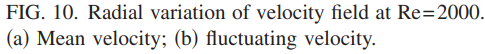 FIG. 10. Radial variation of velocity field at Re=2000.
(a) Mean velocity; (b) fluctuating velocity.